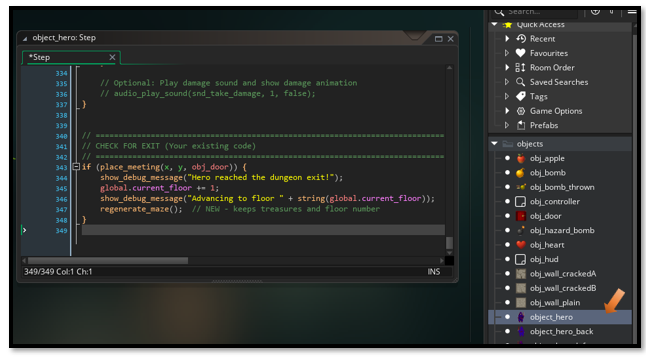 Search...
object_hero: Step
*Step
334
335 // Optional: Play damage sound and show damage animation
336 // audio_play_sound(snd_take_damage, 1, false);
337 }
338
339
340 // ======================================================================
341 // CHECK FOR EXIT (Your existing code)
342 // ======================================================================
343 if (place_meeting(x, y, obj_door)) {
344 show_debug_message("Hero reached the dungeon exit!");
345 global.current_floor += 1;
346 show_debug_message("Advancing to floor " + string(global.current_floor));
347 regenerate_maze(); // NEW - keeps treasures and floor number
348 }
349
349/349 Col:1 Ch:1 INS
Quick Access
Recent
Favourites
Room Order
Saved Searches
Tags
Game Options
Prefabs
objects
obj_apple
obj_bomb
obj_bomb_thrown
obj_controller
obj_door
obj_hazard_bomb
obj_heart
obj_hud
obj_wall_crackedA
obj_wall_crackedB
obj_wall_plain
object_hero
object_hero_back